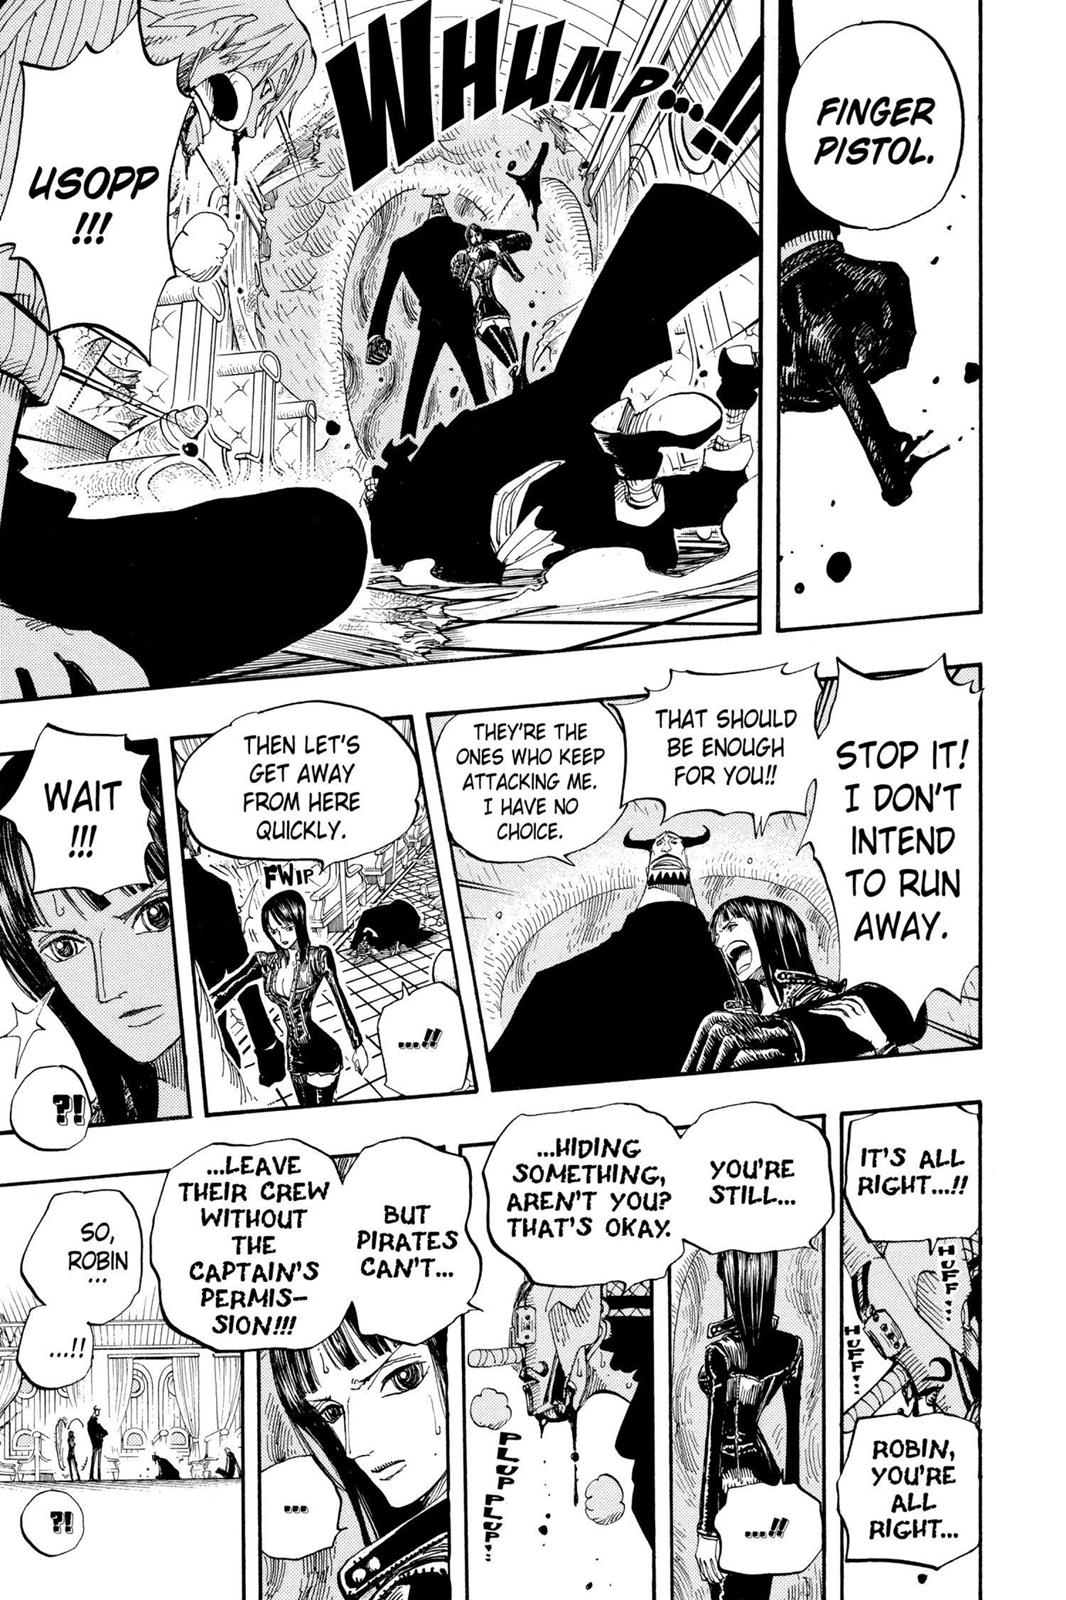 FINGER
PISTOL.
WHUMP...!!
USOPP
!!!
STOP IT!
I DON'T
INTEND
TO RUN
AWAY.
THAT SHOULD
BE ENOUGH
FOR YOU!!
THEY'RE THE
ONES WHO KEEP
ATTACKING ME.
I HAVE NO
CHOICE.
THEN LET'S
GET AWAY
FROM HERE
QUICKLY.
FWIP
...!!
WAIT
!!!
?!
IT'S ALL
RIGHT...!!
HUFF...
HUFF...
ROBIN,
YOU'RE
ALL
RIGHT...
YOU'RE
STILL...
...!!
...HIDING
SOMETHING,
AREN'T YOU?
THAT'S OKAY.
PLUP PLUP...
BUT
PIRATES
CAN'T...
...LEAVE
THEIR CREW
WITHOUT
THE
CAPTAIN'S
PERMIS-
SION!!!
...
SO,
ROBIN
...
...!!
?!